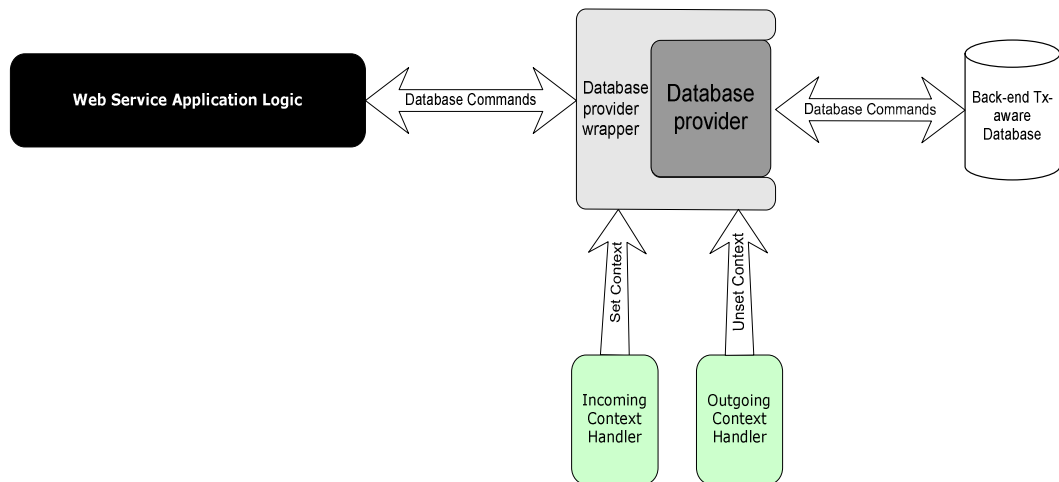 Web Service Application Logic
Database Commands
Database
provider
wrapper
Database
provider
Database Commands
Back-end Tx-
aware
Database
Set Context
Unset Context
Incoming
Context
Handler
Outgoing
Context
Handler